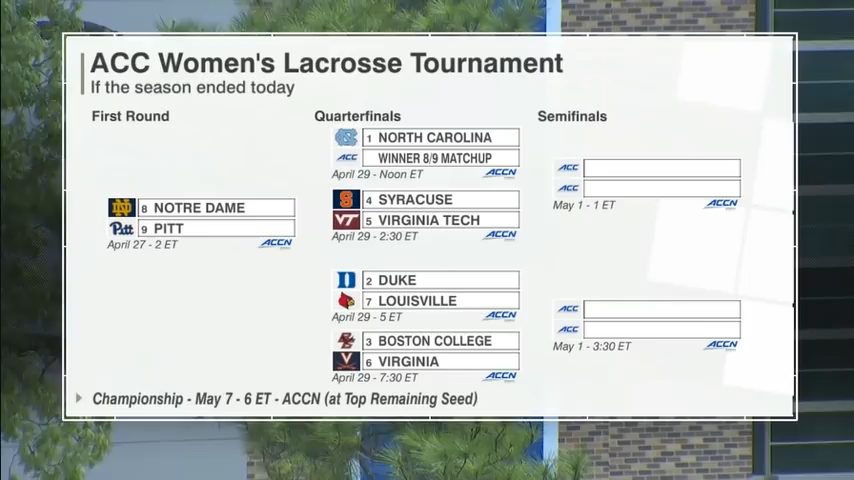 ACC Women's Lacrosse Tournament
If the season ended today
First Round
ND
8 NOTRE DAME
Pitt 9 PITT
April 27 - 2 ET ACCN
Quarterfinals
NC 1 NORTH CAROLINA
ACC WINNER 8/9 MATCHUP
April 29 - Noon ET ACCN
S 4 SYRACUSE
VT 5 VIRGINIA TECH
April 29 - 2:30 ET ACCN
D 2 DUKE
7 LOUISVILLE
April 29 - 5 ET ACCN
BC 3 BOSTON COLLEGE
V 6 VIRGINIA
April 29 - 7:30 ET ACCN
Semifinals
ACC
ACC
May 1 - 1 ET ACCN
ACC
ACC
May 1 - 3:30 ET ACCN
Championship - May 7 - 6 ET - ACCN (at Top Remaining Seed)